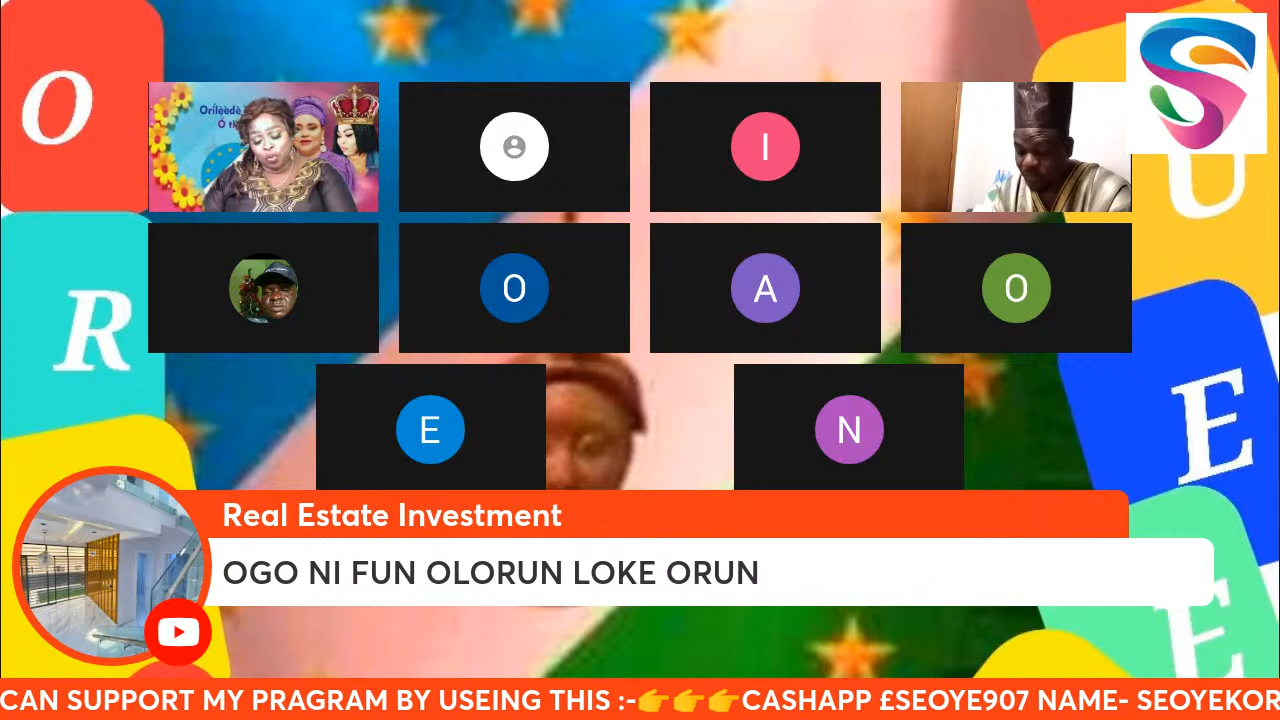 O
R
U
E
E
S
Orílèèdè
I
O
A
O
E
N
Real Estate Investment
OGO NI FUN OLORUN LOKE ORUN
CAN SUPPORT MY PRAGRAM BY USEING THIS :-👉👉👉CASHAPP £SEOYE907 NAME- SEOYEKOR